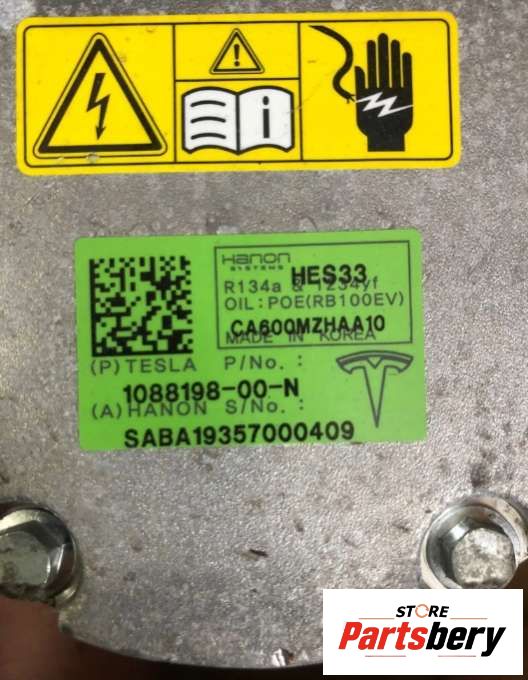 Hanon
SYSTEMS
HES33
R134a & 1234yf
OIL:POE(RB100EV)
CA600MZHAA10
MADE IN KOREA
(P) TESLA P/No. :
1088198-00-N
(A) HANON S/No. :
SABA19357000409
STORE
Partsbery